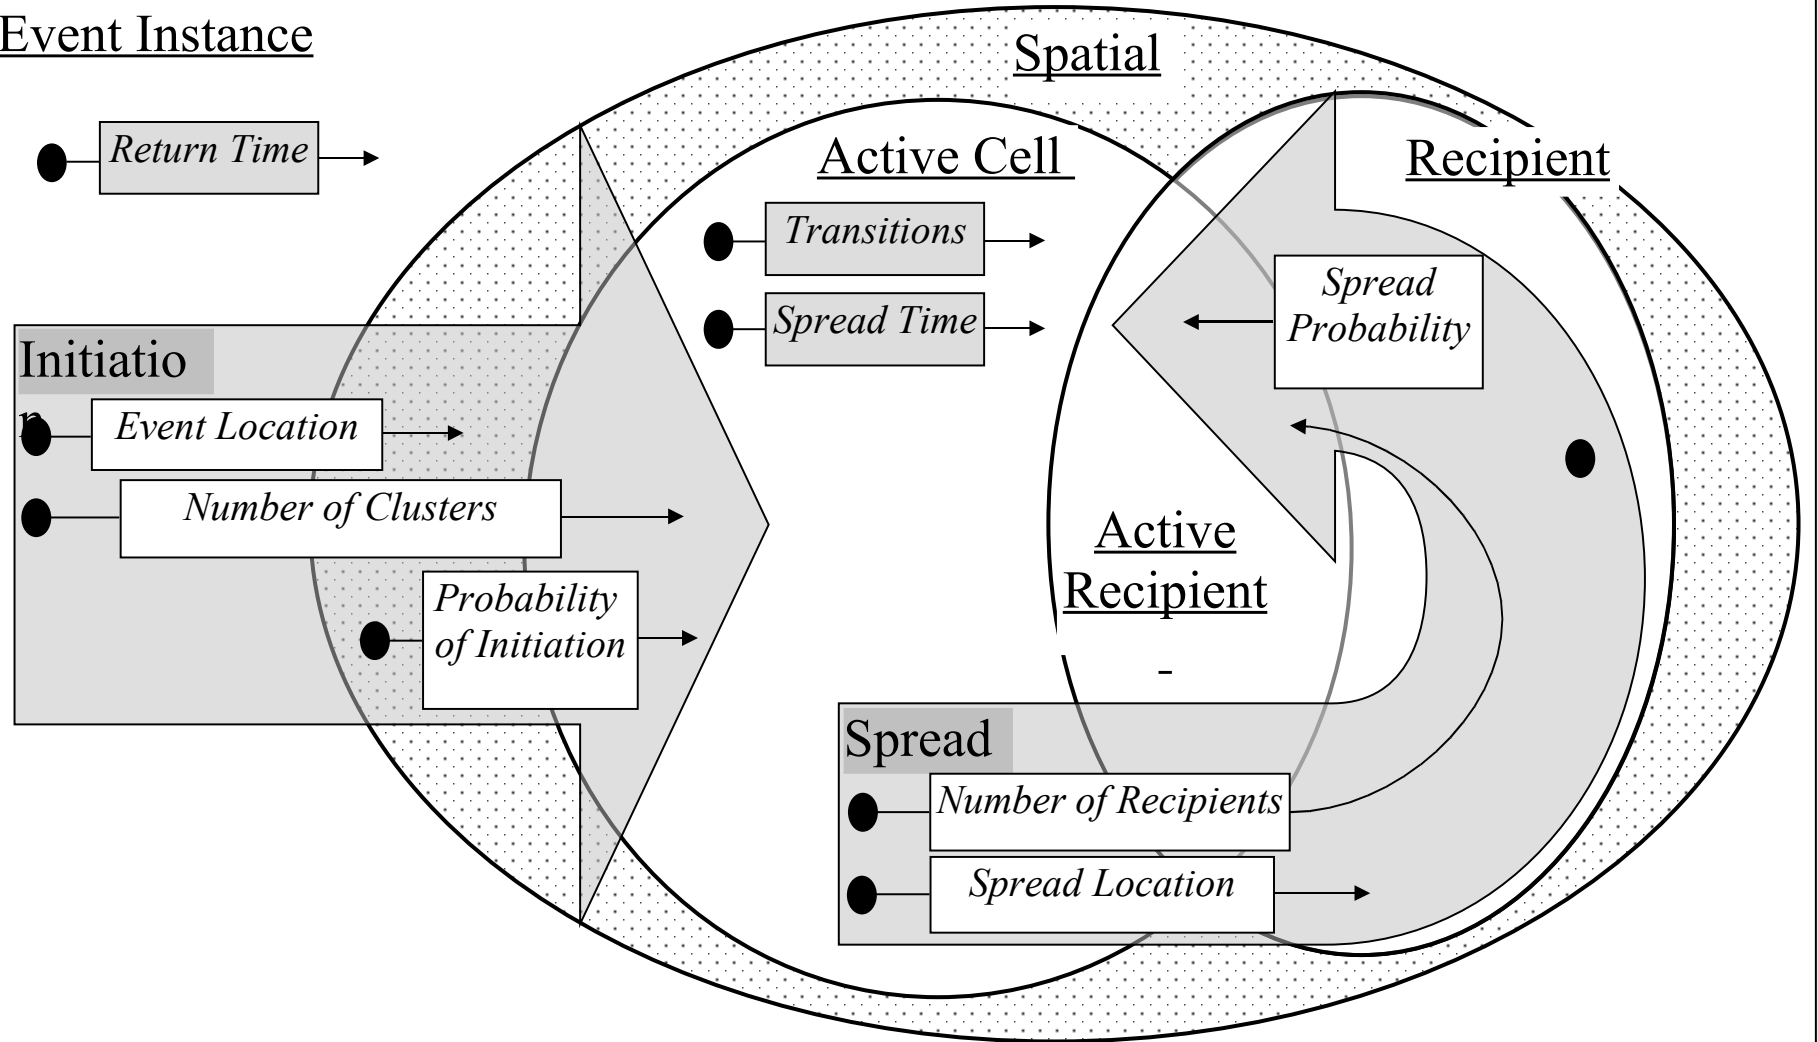 Event Instance
Spatial
Return Time
Active Cell
Recipient
Transitions
Spread Time
Spread
Probability
Initiatio
n
Event Location
Number of Clusters
Probability
of Initiation
Active
Recipient
-
Spread
Number of Recipients
Spread Location